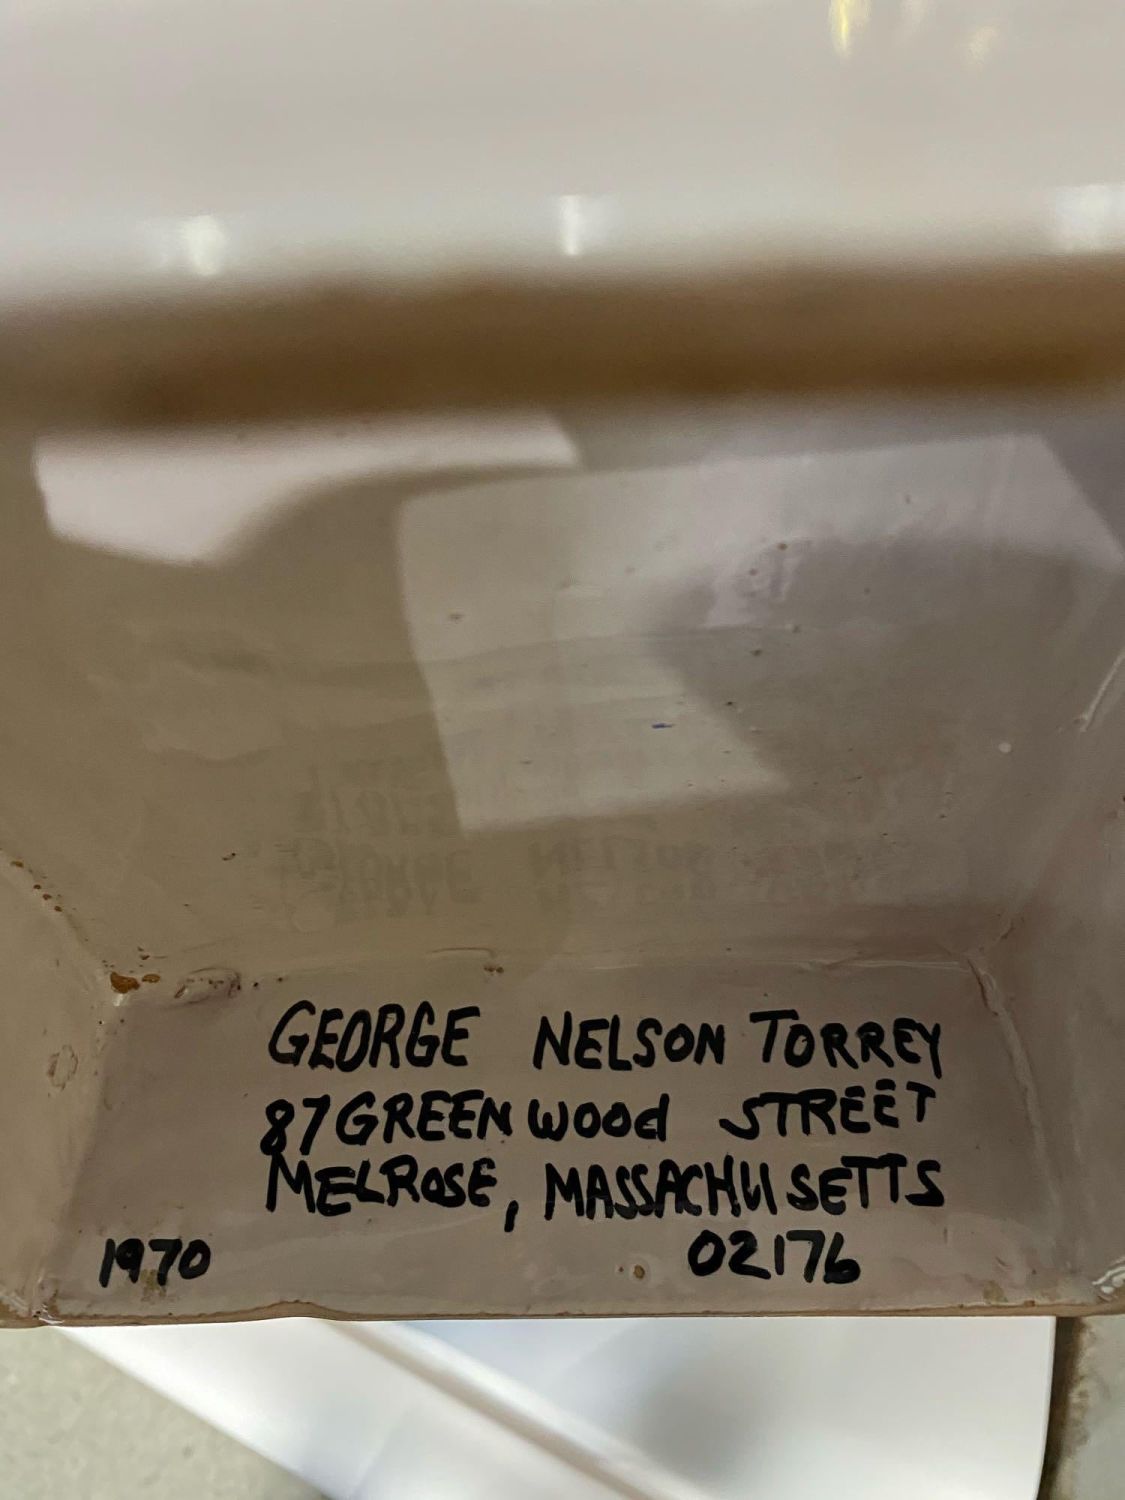 GEORGE NELSON TORREY
87 GREENWOOD STREET
MELROSE, MASSACHUSETTS
1970 02176